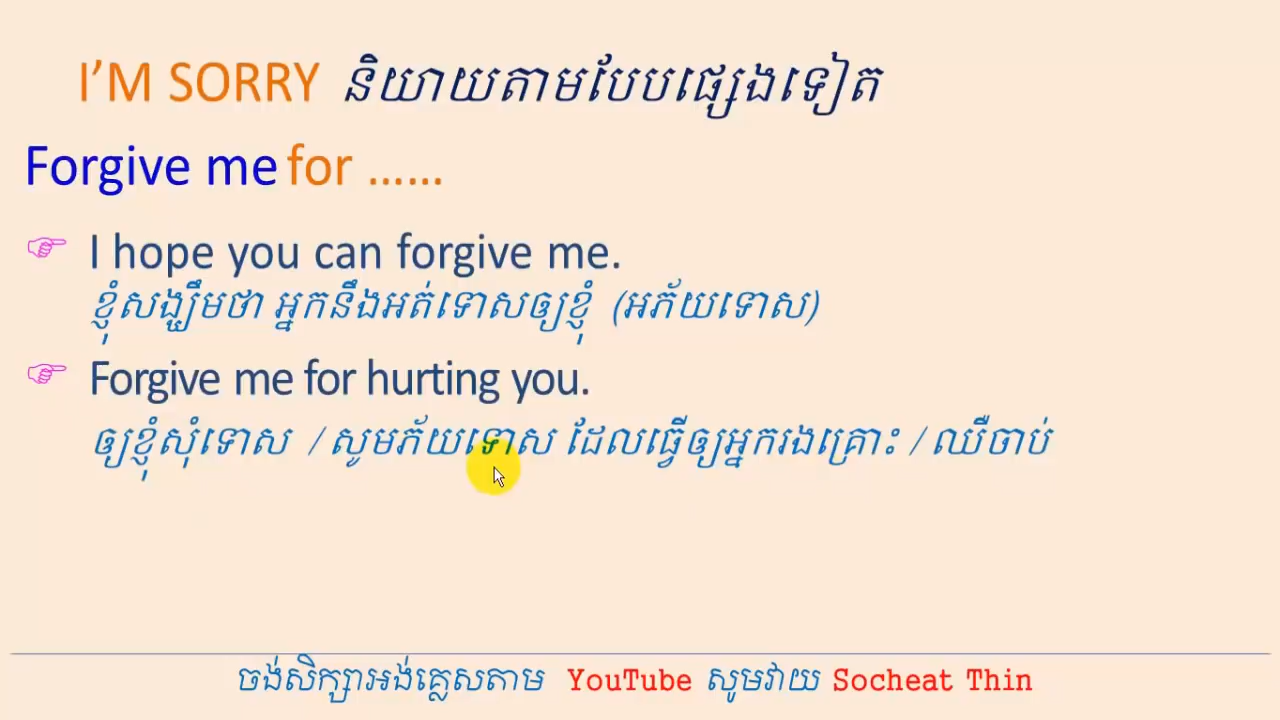 I’M SORRY និយាយតាមបែបផ្សេងទៀត
Forgive me for ......
I hope you can forgive me.
ខ្ញុំសង្ឃឹមថា អ្នកនឹងអត់ទោសឲ្យខ្ញុំ (អភ័យទោស)
Forgive me for hurting you.
ឲ្យខ្ញុំសុំទោស / សូមភ័យទោស ដែលធ្វើឲ្យអ្នករងគ្រោះ / ឈឺចាប់
ចង់សិក្សាអង់គ្លេសតាម YouTube សូមវាយ Socheat Thin